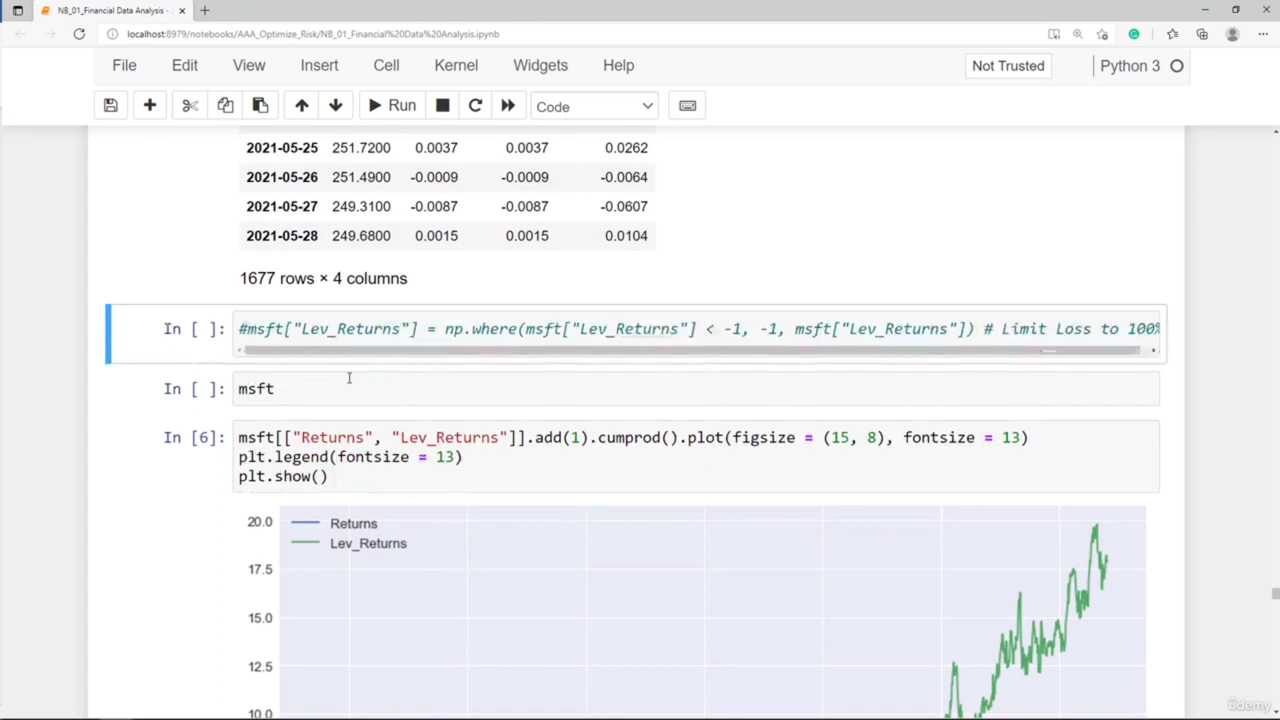 NB_01_Financial Data Analysis -
localhost:8979/notebooks/AAA_Optimize_Risk/NB_01_Financial%20Data%20Analysis.ipynb
File Edit View Insert Cell Kernel Widgets Help Not Trusted Python 3
Run Code
2021-05-25 251.7200 0.0037 0.0037 0.0262
2021-05-26 251.4900 -0.0009 -0.0009 -0.0064
2021-05-27 249.3100 -0.0087 -0.0087 -0.0607
2021-05-28 249.6800 0.0015 0.0015 0.0104
1677 rows × 4 columns
In [ ]: #msft["Lev_Returns"] = np.where(msft["Lev_Returns"] < -1, -1, msft["Lev_Returns"]) # Limit Loss to 100%
In [ ]: msft
In [6]: msft[["Returns", "Lev_Returns"]].add(1).cumprod().plot(figsize = (15, 8), fontsize = 13)
plt.legend(fontsize = 13)
plt.show()
20.0
Returns
Lev_Returns
17.5
15.0
12.5
10.0
ûdemy